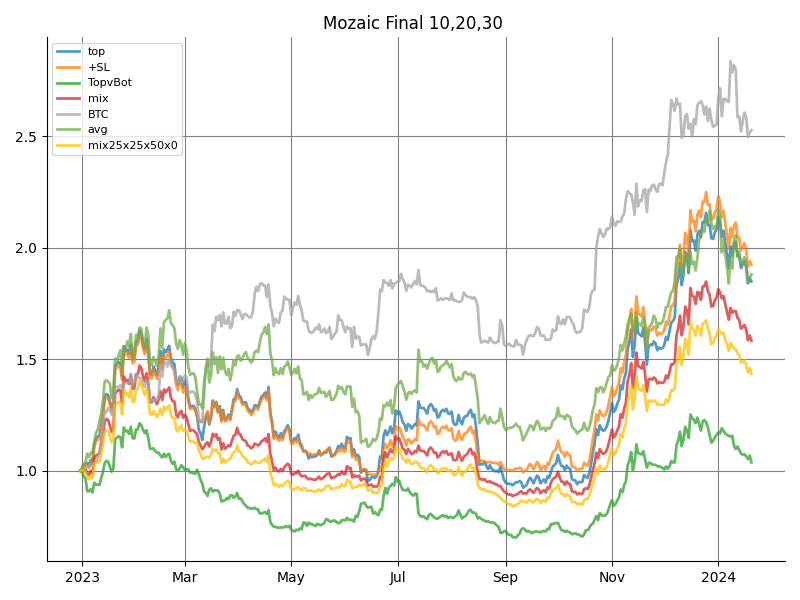 Mozaic Final 10,20,30
top
+SL
TopvBot
mix
BTC
avg
mix25x25x50x0
2.5
2.0
1.5
1.0
2023
Mar
May
Jul
Sep
Nov
2024